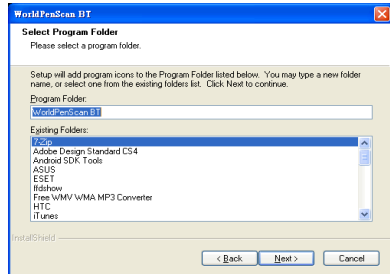 WorldPenScan BT
Select Program Folder
Please select a program folder.
Setup will add program icons to the Program Folder listed below. You may type a new folder
name, or select one from the existing folders list. Click Next to continue.
Program Folder:
WorldPenScan BT
Existing Folders:
7-Zip
Adobe Design Standard CS4
Android SDK Tools
ASUS
ESET
ffdshow
Free WMV WMA MP3 Converter
HTC
iTunes
InstallShield
< Back Next > Cancel